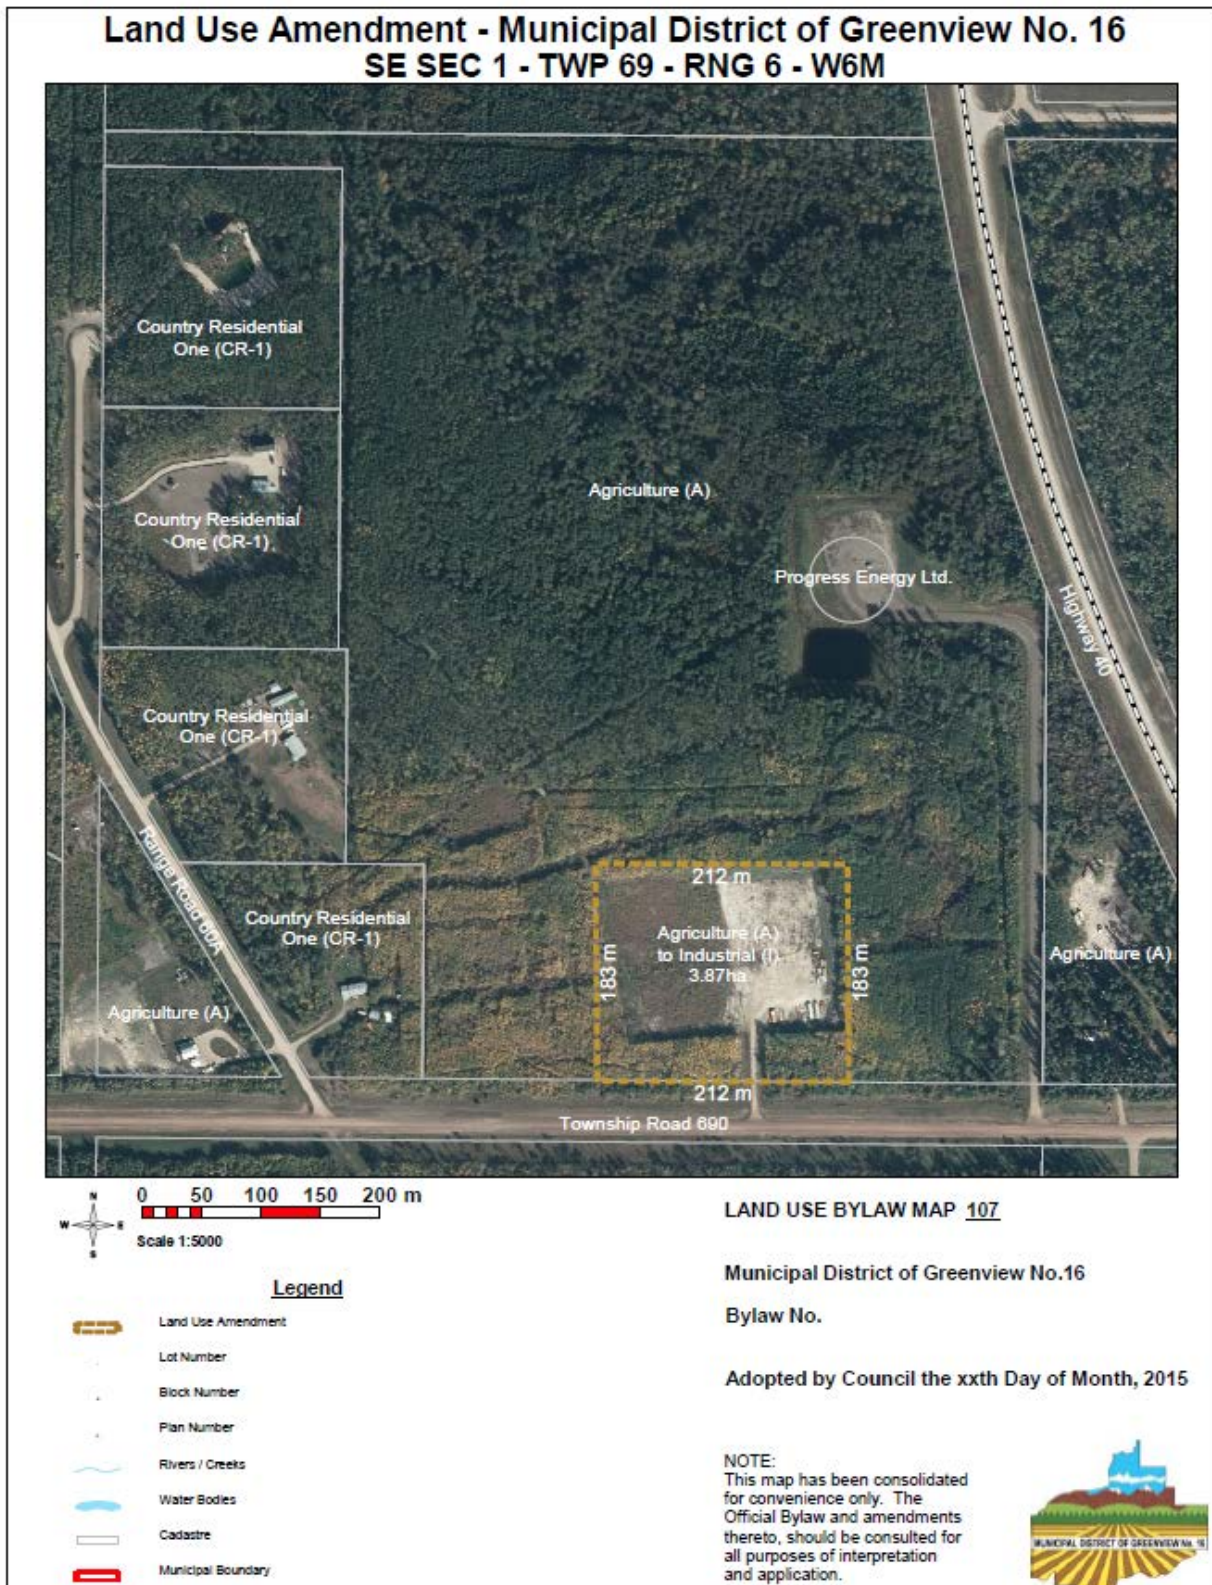 Land Use Amendment - Municipal District of Greenview No. 16
SE SEC 1 - TWP 69 - RNG 6 - W6M
Country Residential
One (CR-1)
Country Residential
One (CR-1)
Agriculture (A)
Progress Energy Ltd.
Highway 40
Country Residential
One (CR-1)
Range Road 60A
Country Residential
One (CR-1)
Agriculture (A)
212 m
183 m
Agriculture (A)
to Industrial (I)
3.87ha
183 m
Agriculture (A)
212 m
Township Road 690
N
W E
S
0 50 100 150 200 m
Scale 1:5000
Legend
Land Use Amendment
Lot Number
Block Number
Plan Number
Rivers / Creeks
Water Bodies
Cadastre
Municipal Boundary
LAND USE BYLAW MAP 107
Municipal District of Greenview No.16
Bylaw No.
Adopted by Council the xxth Day of Month, 2015
NOTE:
This map has been consolidated
for convenience only. The
Official Bylaw and amendments
thereto, should be consulted for
all purposes of interpretation
and application.
MUNICIPAL DISTRICT OF GREENVIEW No. 16